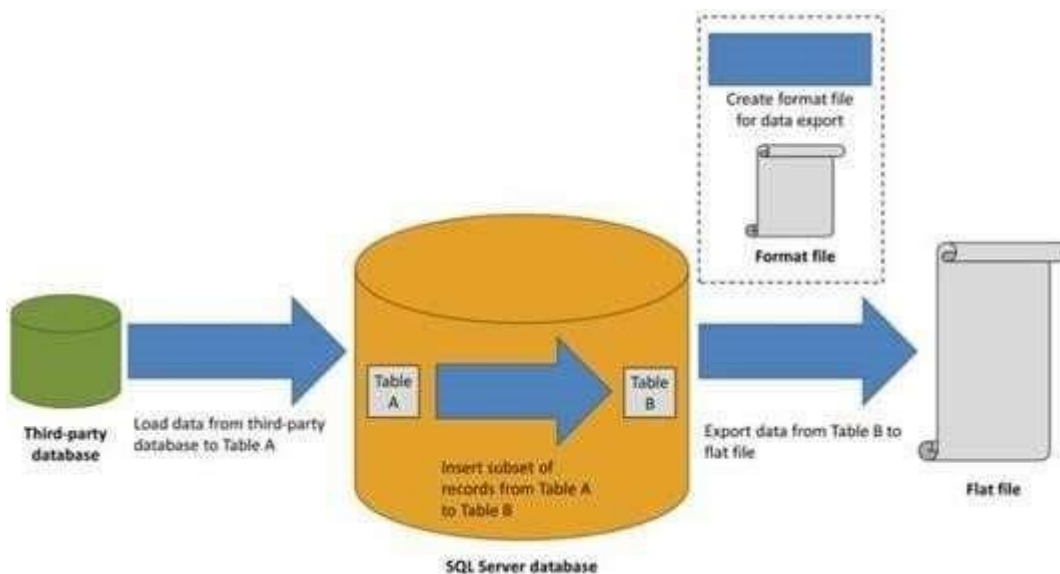 Create format file
for data export
Format file
Table
A
Table
B
Third-party
database
Load data from third-party
database to Table A
Insert subset of
records from Table A
to Table B
Export data from Table B to
flat file
Flat file
SQL Server database